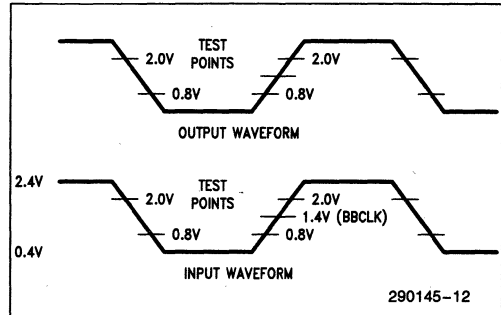 TEST
2.0V POINTS 2.0V
0.8V 0.8V
OUTPUT WAVEFORM
2.4V TEST
2.0V POINTS 2.0V
1.4V (BBCLK)
0.8V 0.8V
0.4V
INPUT WAVEFORM
290145-12